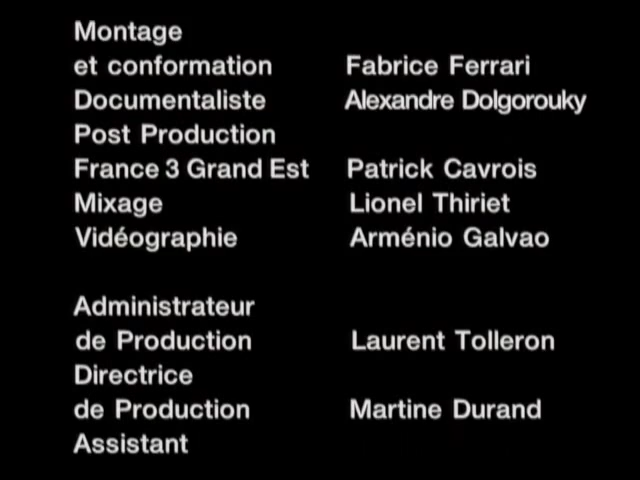 Montage
et conformation Fabrice Ferrari
Documentaliste Alexandre Dolgorouky
Post Production
France 3 Grand Est Patrick Cavrois
Mixage Lionel Thiriet
Vidéographie Arménio Galvao
Administrateur
de Production Laurent Tolleron
Directrice
de Production Martine Durand
Assistant